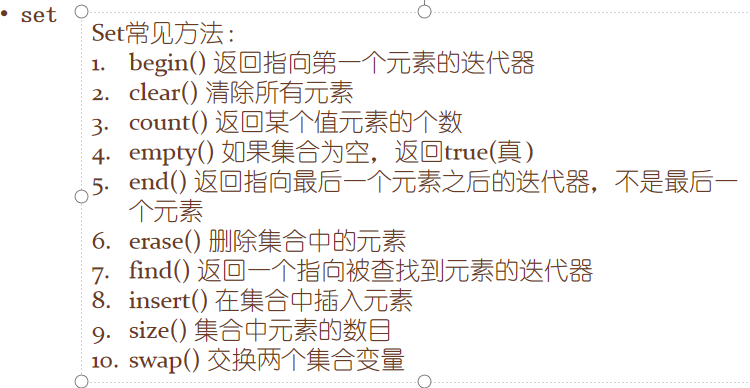 • set
Set常见方法：
1. begin() 返回指向第一个元素的迭代器
2. clear() 清除所有元素
3. count() 返回某个值元素的个数
4. empty() 如果集合为空，返回true(真)
5. end() 返回指向最后一个元素之后的迭代器，不是最后一
个元素
6. erase() 删除集合中的元素
7. find() 返回一个指向被查找到元素的迭代器
8. insert() 在集合中插入元素
9. size() 集合中元素的数目
10. swap() 交换两个集合变量